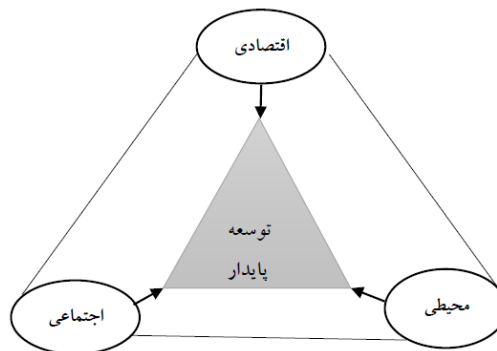 اقتصادی
توسعه
پایدار
محیطی
اجتماعی